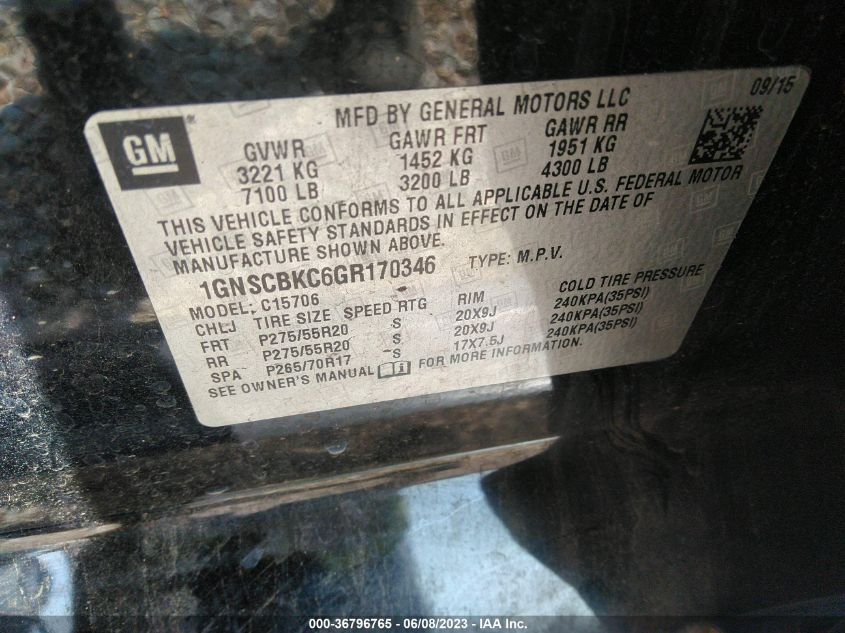 MFD BY GENERAL MOTORS LLC 09/15
GM
GVWR GAWR FRT GAWR RR
3221 KG 1452 KG 1951 KG
7100 LB 3200 LB 4300 LB
THIS VEHICLE CONFORMS TO ALL APPLICABLE U.S. FEDERAL MOTOR
VEHICLE SAFETY STANDARDS IN EFFECT ON THE DATE OF
MANUFACTURE SHOWN ABOVE.
1GNSCBKC6GR170346 TYPE: M.P.V.
MODEL: C15706
CHLJ TIRE SIZE SPEED RTG RIM COLD TIRE PRESSURE
FRT P275/55R20 S 20X9J 240KPA(35PSI)
RR P275/55R20 S 20X9J 240KPA(35PSI)
SPA P265/70R17 S 17X7.5J 240KPA(35PSI)
SEE OWNER'S MANUAL FOR MORE INFORMATION.
000-36796765 - 06/08/2023 - IAA Inc.